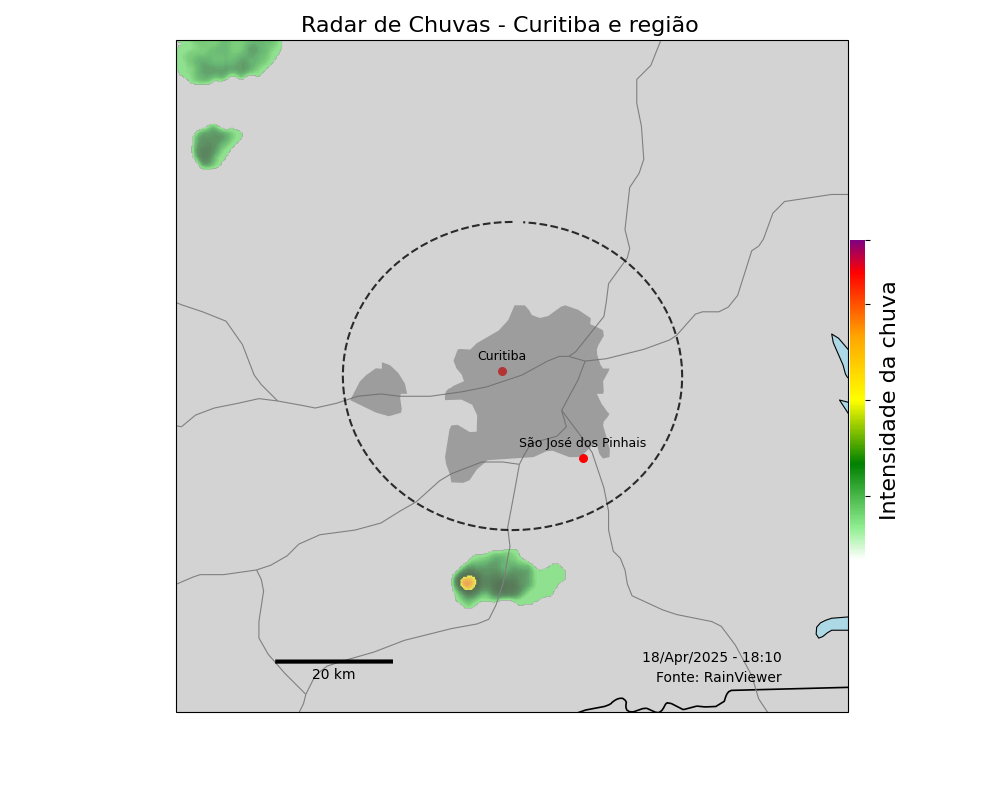 Radar de Chuvas - Curitiba e região
Curitiba
São José dos Pinhais
Intensidade da chuva
18/Apr/2025 - 18:10
Fonte: RainViewer
20 km